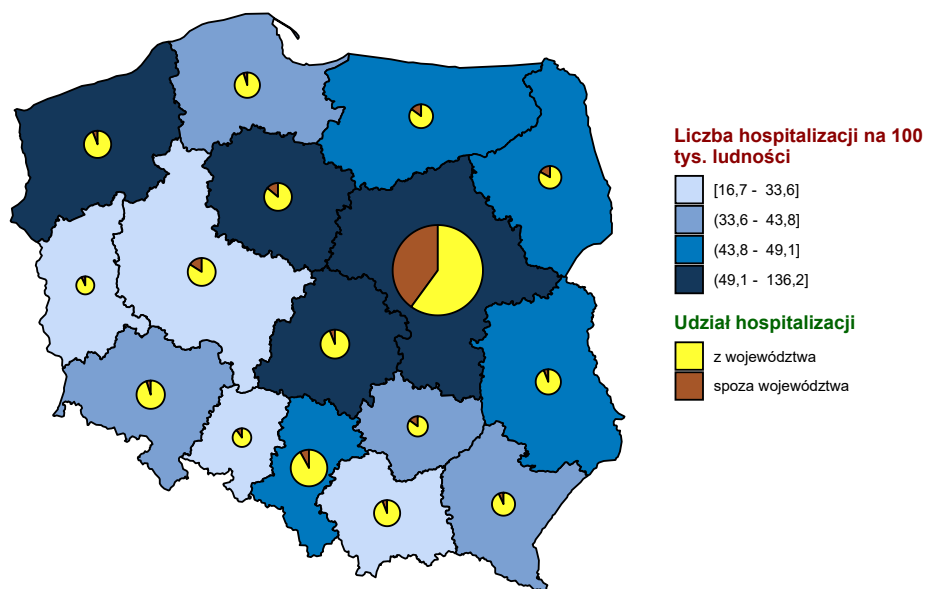 Liczba hospitalizacji na 100
tys. ludności
[16,7 - 33,6]
(33,6 - 43,8]
(43,8 - 49,1]
(49,1 - 136,2]
Udział hospitalizacji
z województwa
spoza województwa